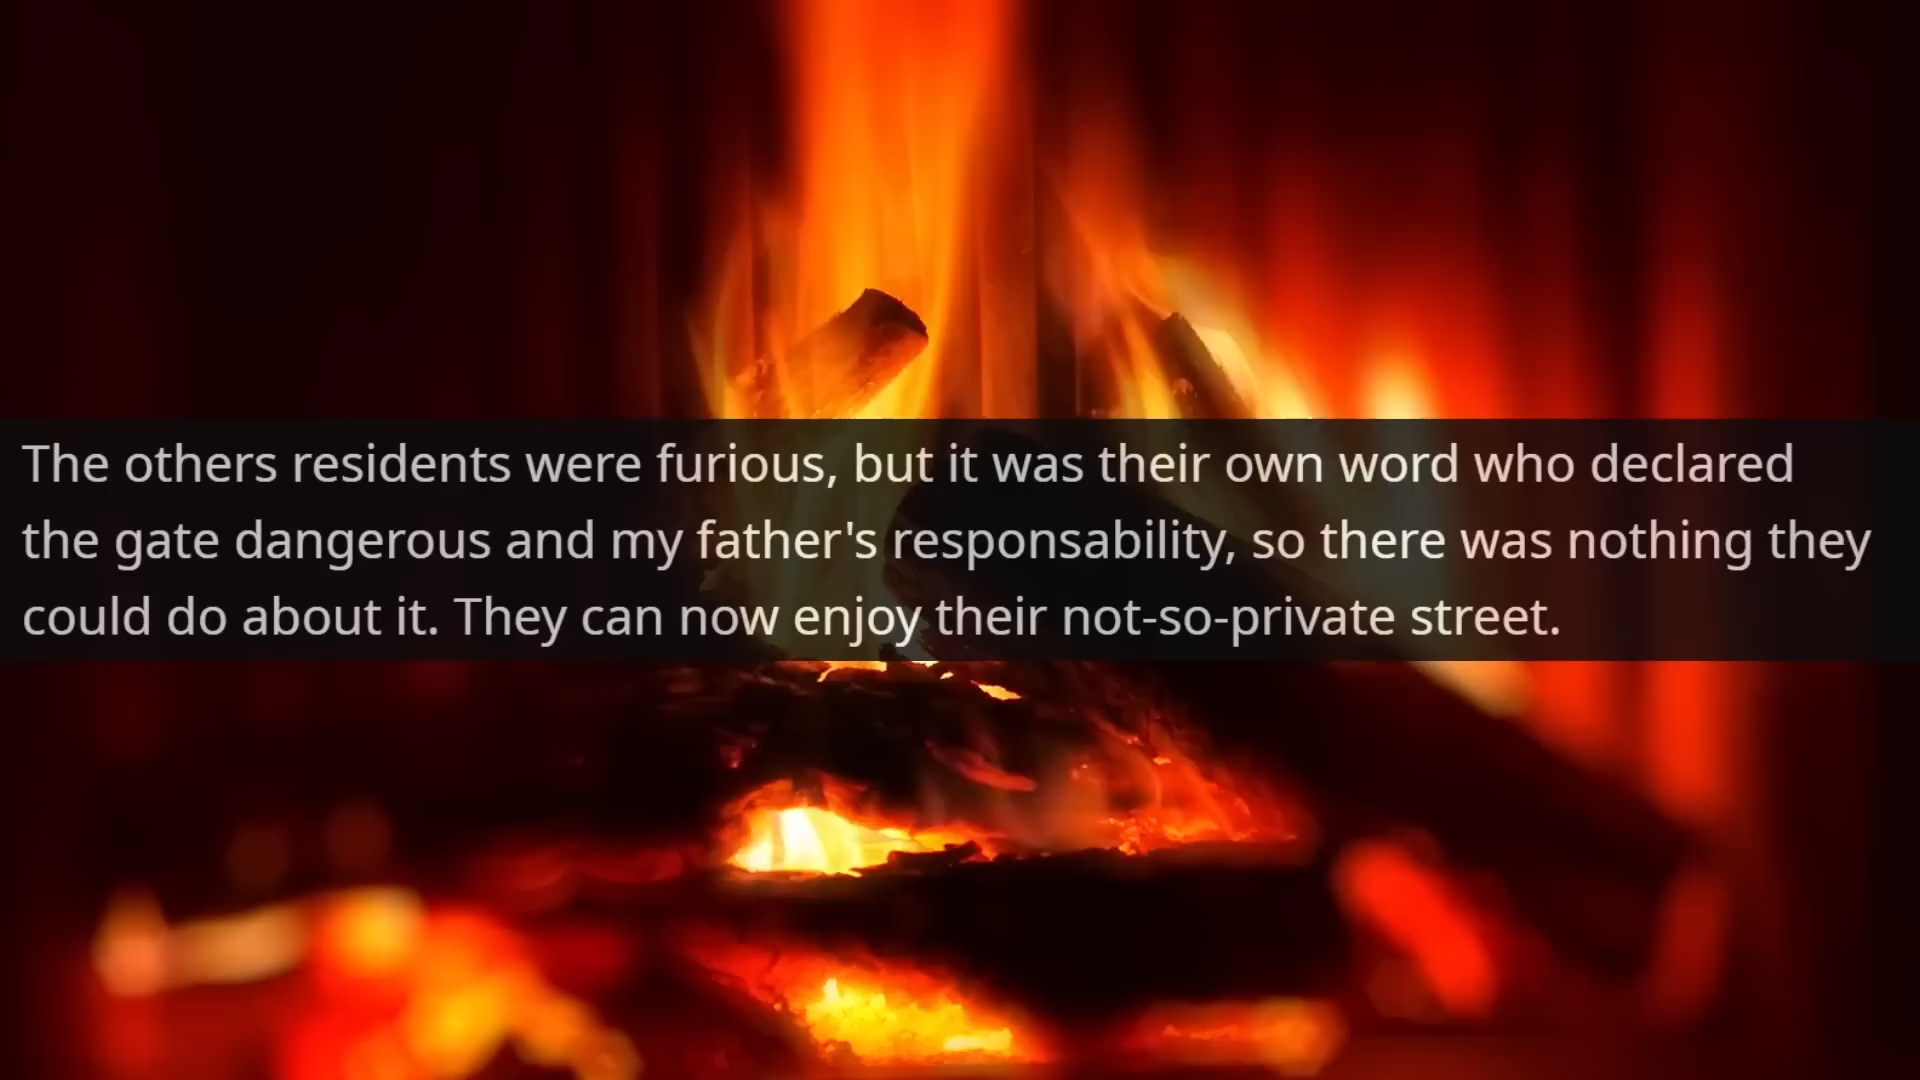 The others residents were furious, but it was their own word who declared
the gate dangerous and my father's responsability, so there was nothing they
could do about it. They can now enjoy their not-so-private street.